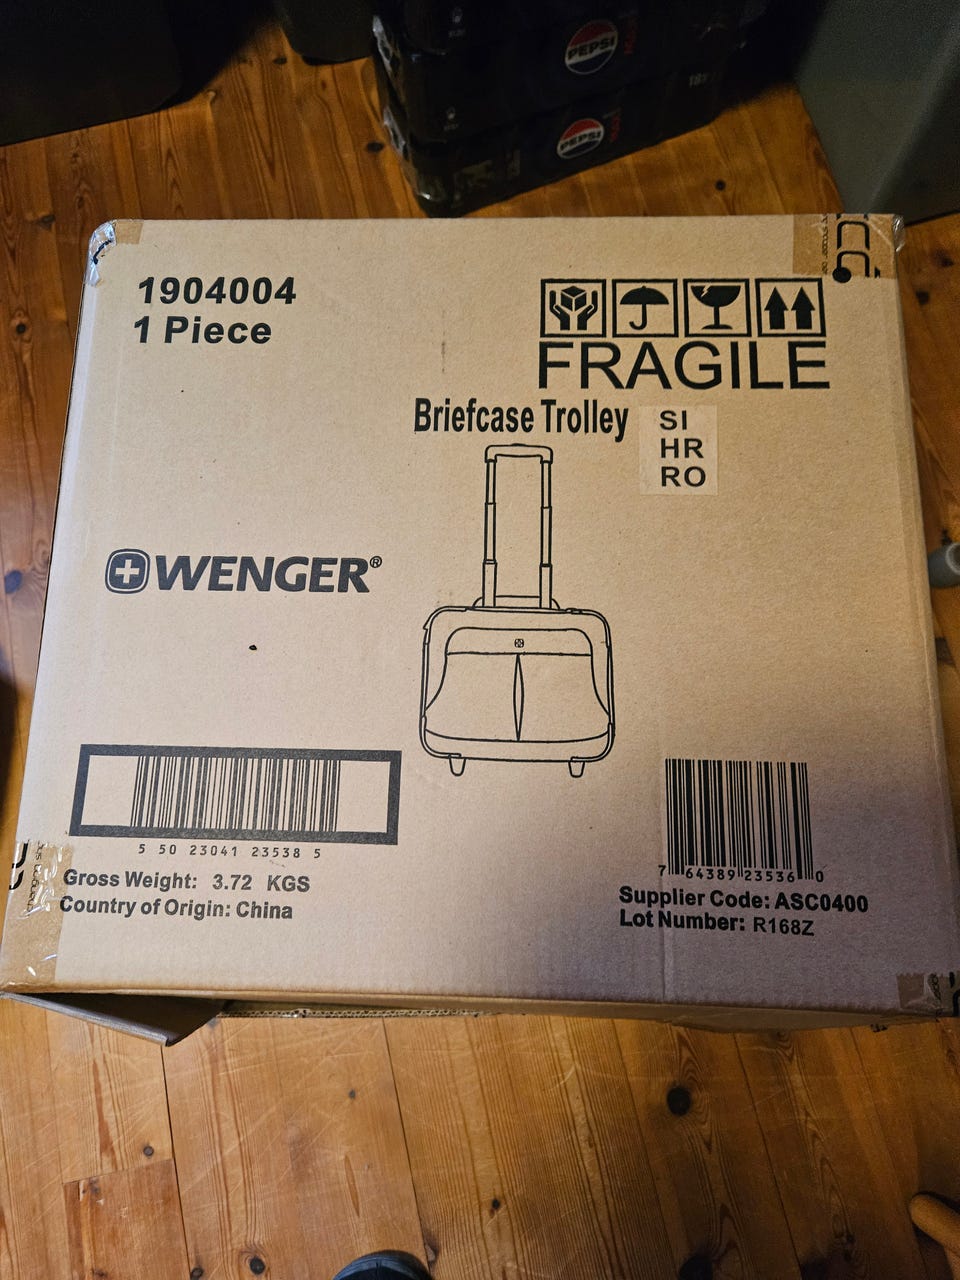 PEPSI
PEPSI
1904004
1 Piece
FRAGILE
Briefcase Trolley
SI
HR
RO
WENGER®
5 50 23041 23538 5
7 64389 23536 0
Gross Weight: 3.72 KGS
Country of Origin: China
Supplier Code: ASC0400
Lot Number: R168Z